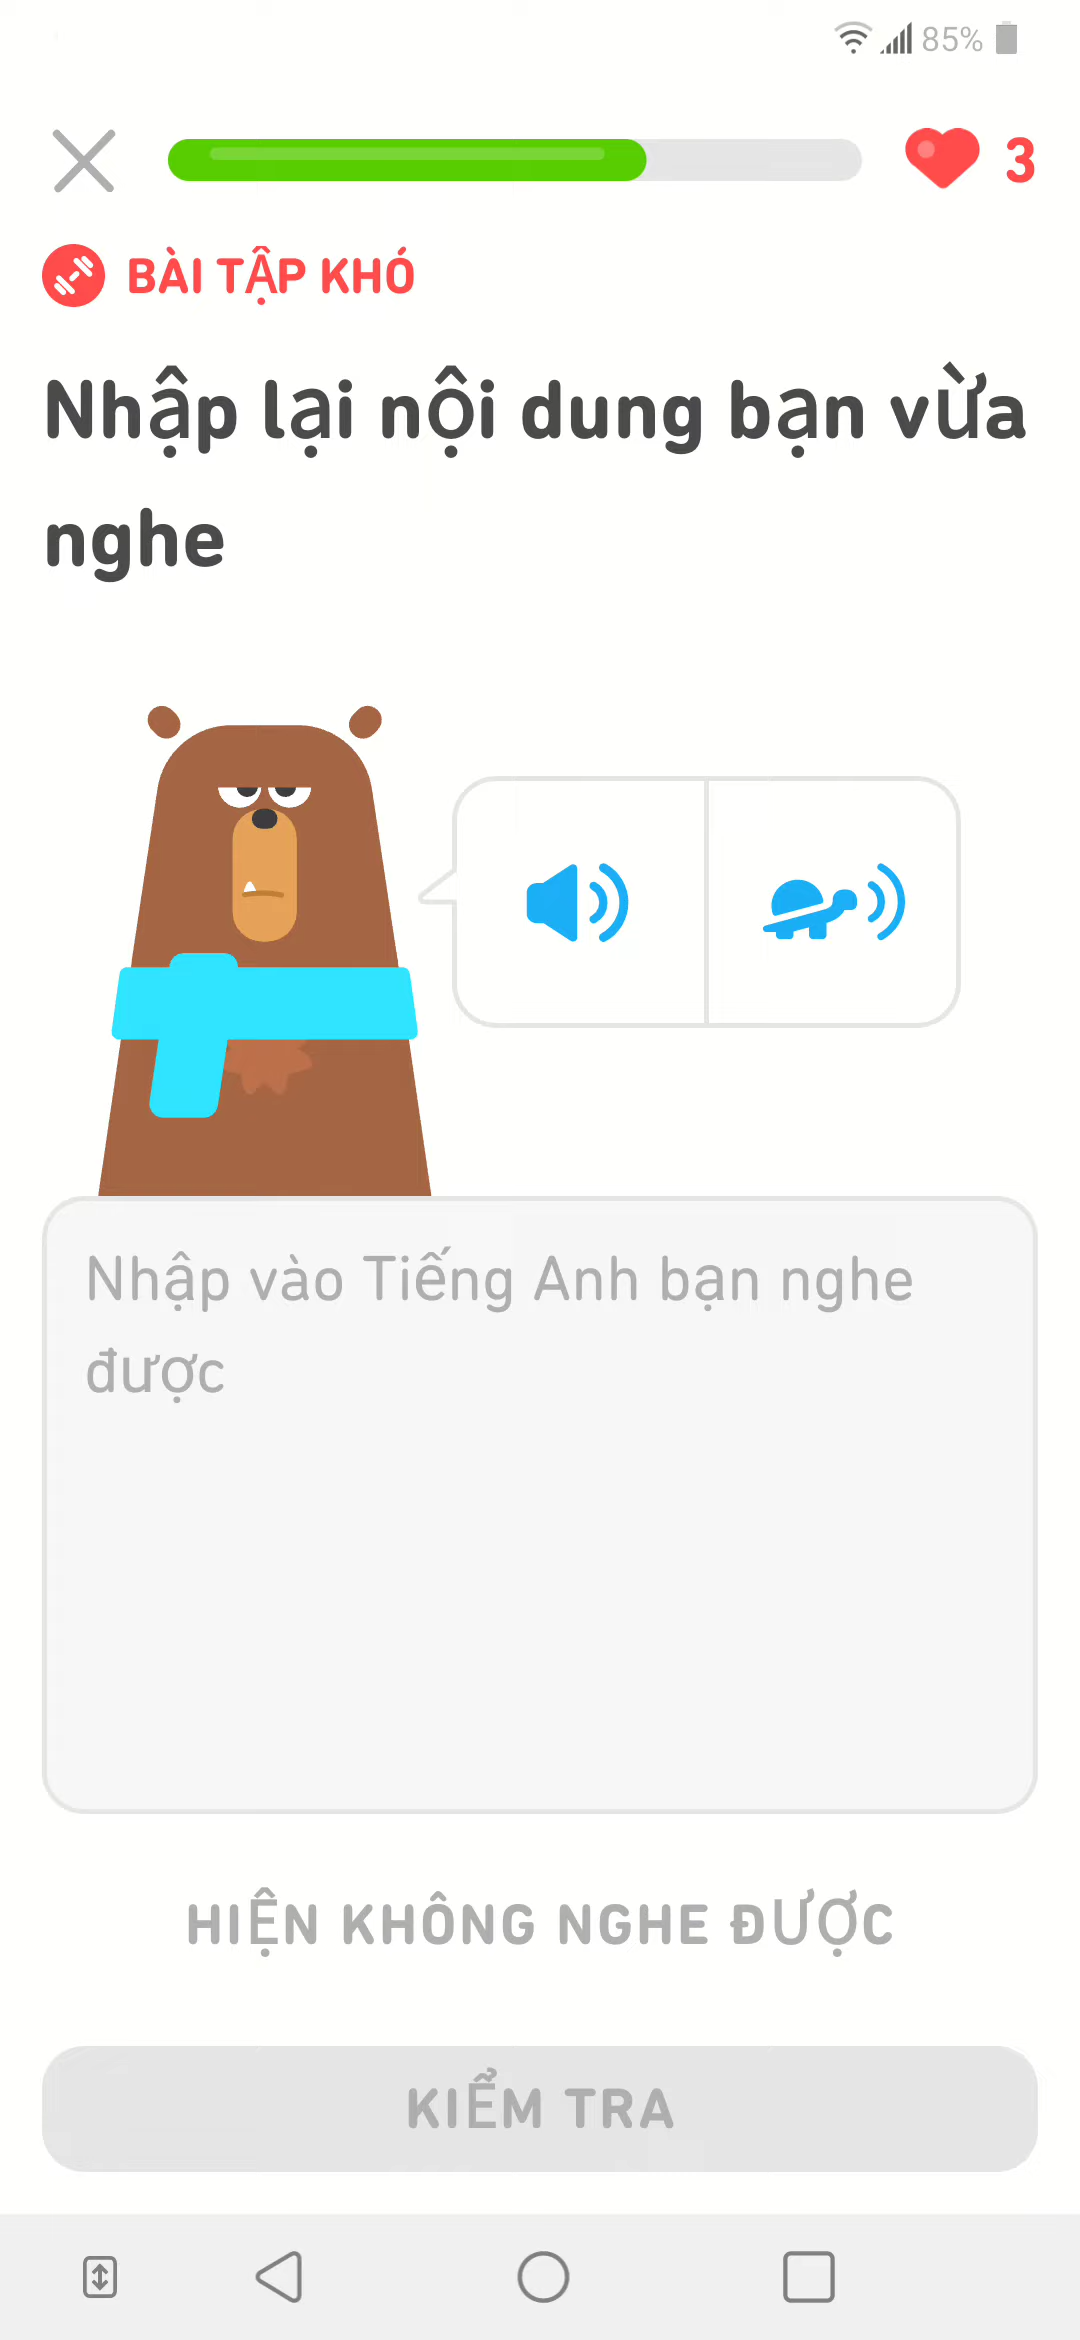 85%
3
BÀI TẬP KHÓ
Nhập lại nội dung bạn vừa
nghe
Nhập vào Tiếng Anh bạn nghe
được
HIỆN KHÔNG NGHE ĐƯỢC
KIỂM TRA